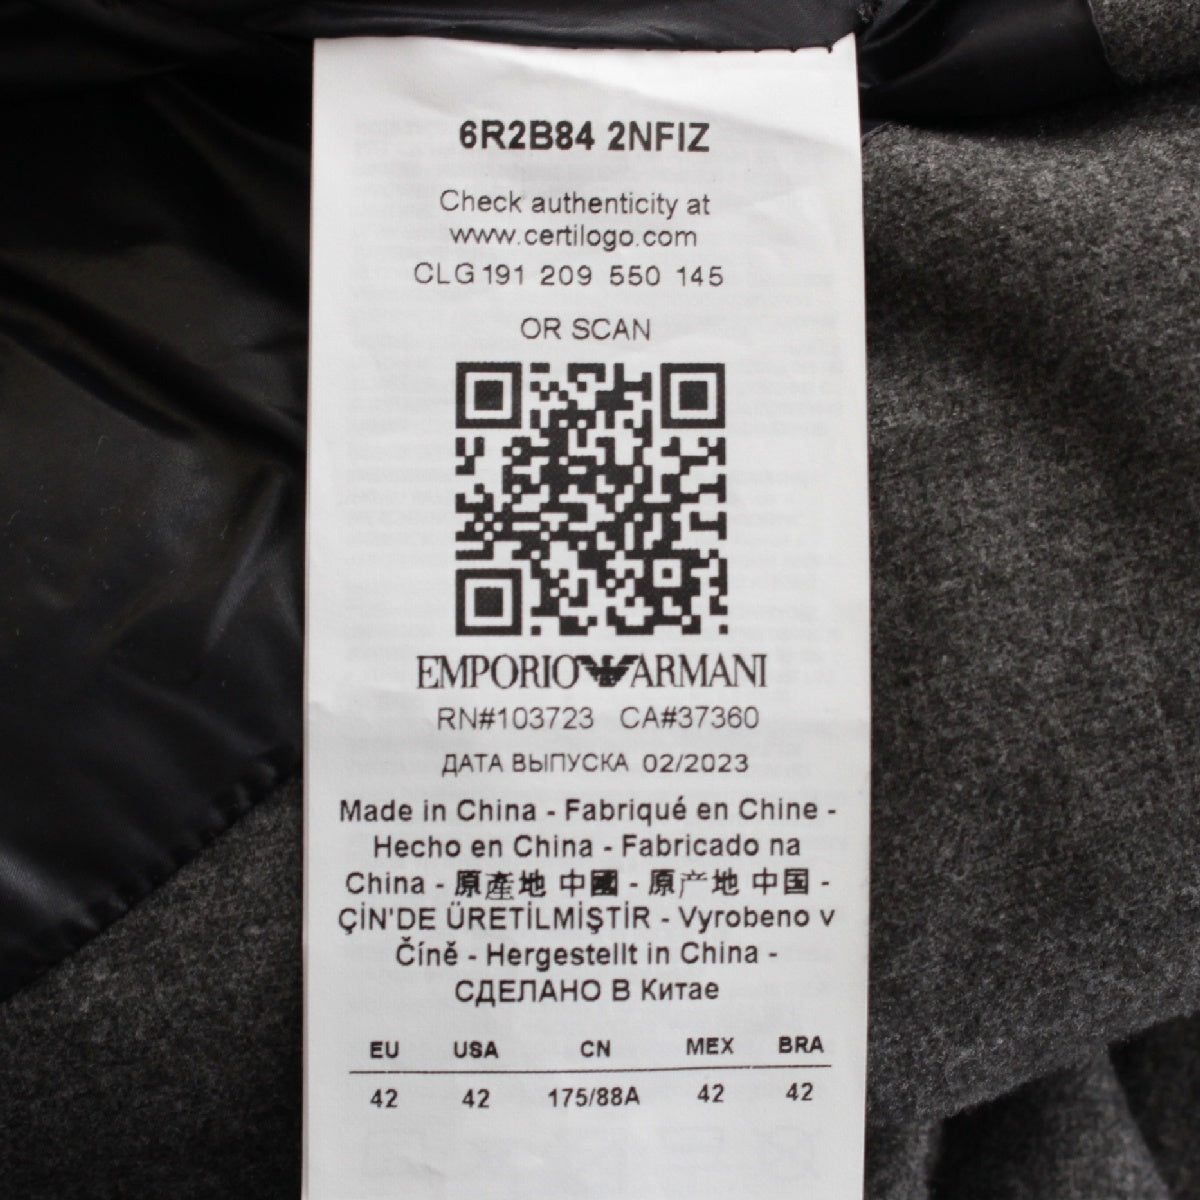 6R2B84 2NFIZ
Check authenticity at
www.certilogo.com
CLG 191 209 550 145
OR SCAN
EMPORIO ARMANI
RN#103723 CA#37360
ДАТА ВЫПУСКА 02/2023
Made in China - Fabriqué en Chine -
Hecho en China - Fabricado na
China - 原產地 中國 - 原产地 中国 -
ÇİN'DE ÜRETİLMİŞTİR - Vyrobeno v
Číně - Hergestellt in China -
СДЕЛАНО В Китае
EU USA CN MEX BRA
42 42 175/88A 42 42